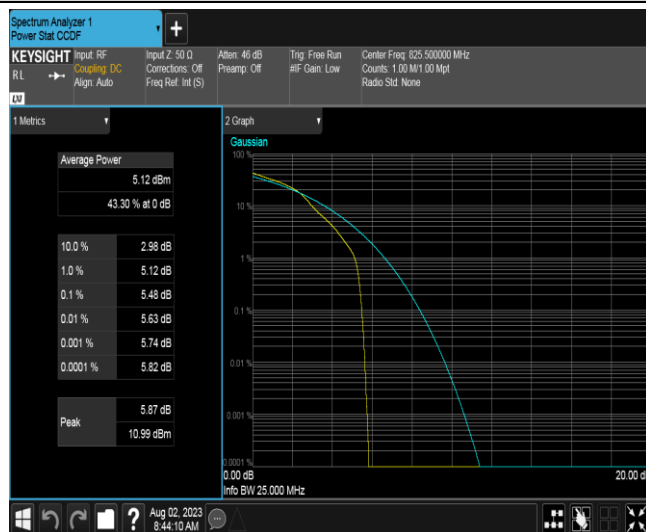 Spectrum Analyzer 1
Power Stat CCDF
+
KEYSIGHT
RL
LXI
Input: RF
Coupling: DC
Align: Auto
Input Z: 50 Ω
Corrections: Off
Freq Ref: Int (S)
Atten: 46 dB
Preamp: Off
Trig: Free Run
#IF Gain: Low
Center Freq: 825.500000 MHz
Counts: 1.00 M/1.00 Mpt
Radio Std: None
1 Metrics
Average Power
5.12 dBm
43.30 % at 0 dB
10.0 % 2.98 dB
1.0 % 5.12 dB
0.1 % 5.48 dB
0.01 % 5.63 dB
0.001 % 5.74 dB
0.0001 % 5.82 dB
Peak
5.87 dB
10.99 dBm
2 Graph
Gaussian
100 %
10 %
1 %
0.1 %
0.01 %
0.001 %
0.0001 %
0.00 dB
20.00 d
Info BW 25.000 MHz
?
Aug 02, 2023
8:44:10 AM